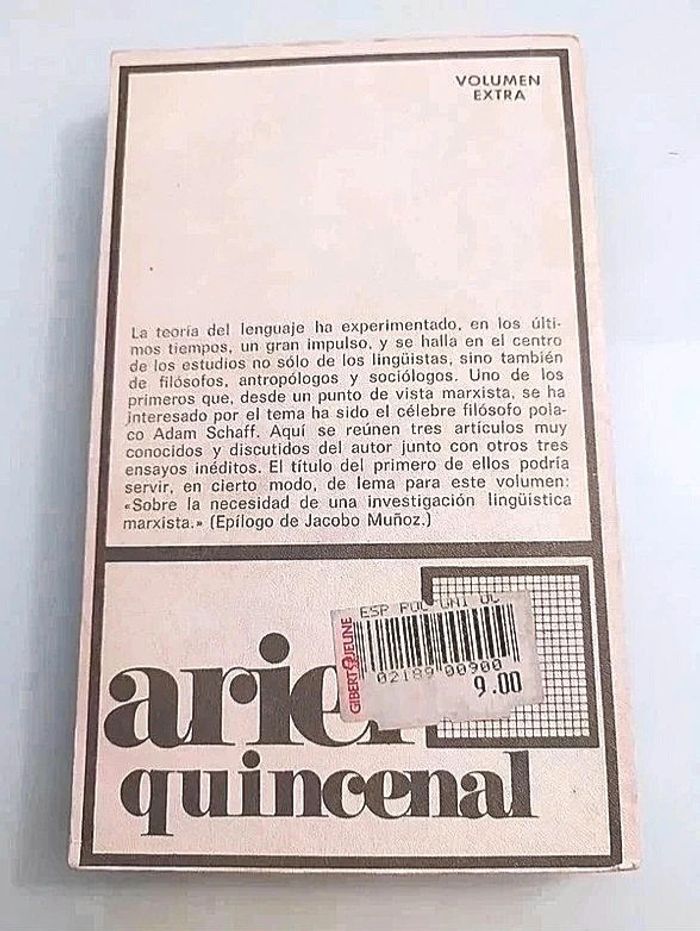 VOLUMEN
EXTRA
La teoría del lenguaje ha experimentado, en los últi-
mos tiempos, un gran impulso, y se halla en el centro
de los estudios no sólo de los lingüistas, sino también
de filósofos, antropólogos y sociólogos. Uno de los
primeros que, desde un punto de vista marxista, se ha
interesado por el tema ha sido el célebre filósofo pola-
co Adam Schaff. Aquí se reúnen tres artículos muy
conocidos y discutidos del autor junto con otros tres
ensayos inéditos. El título del primero de ellos podría
servir, en cierto modo, de lema para este volumen:
«Sobre la necesidad de una investigación lingüística
marxista.» (Epílogo de Jacobo Muñoz.)
ESP
GIBERT JEUNE
02189 00900
9.00
ariel
quincenal